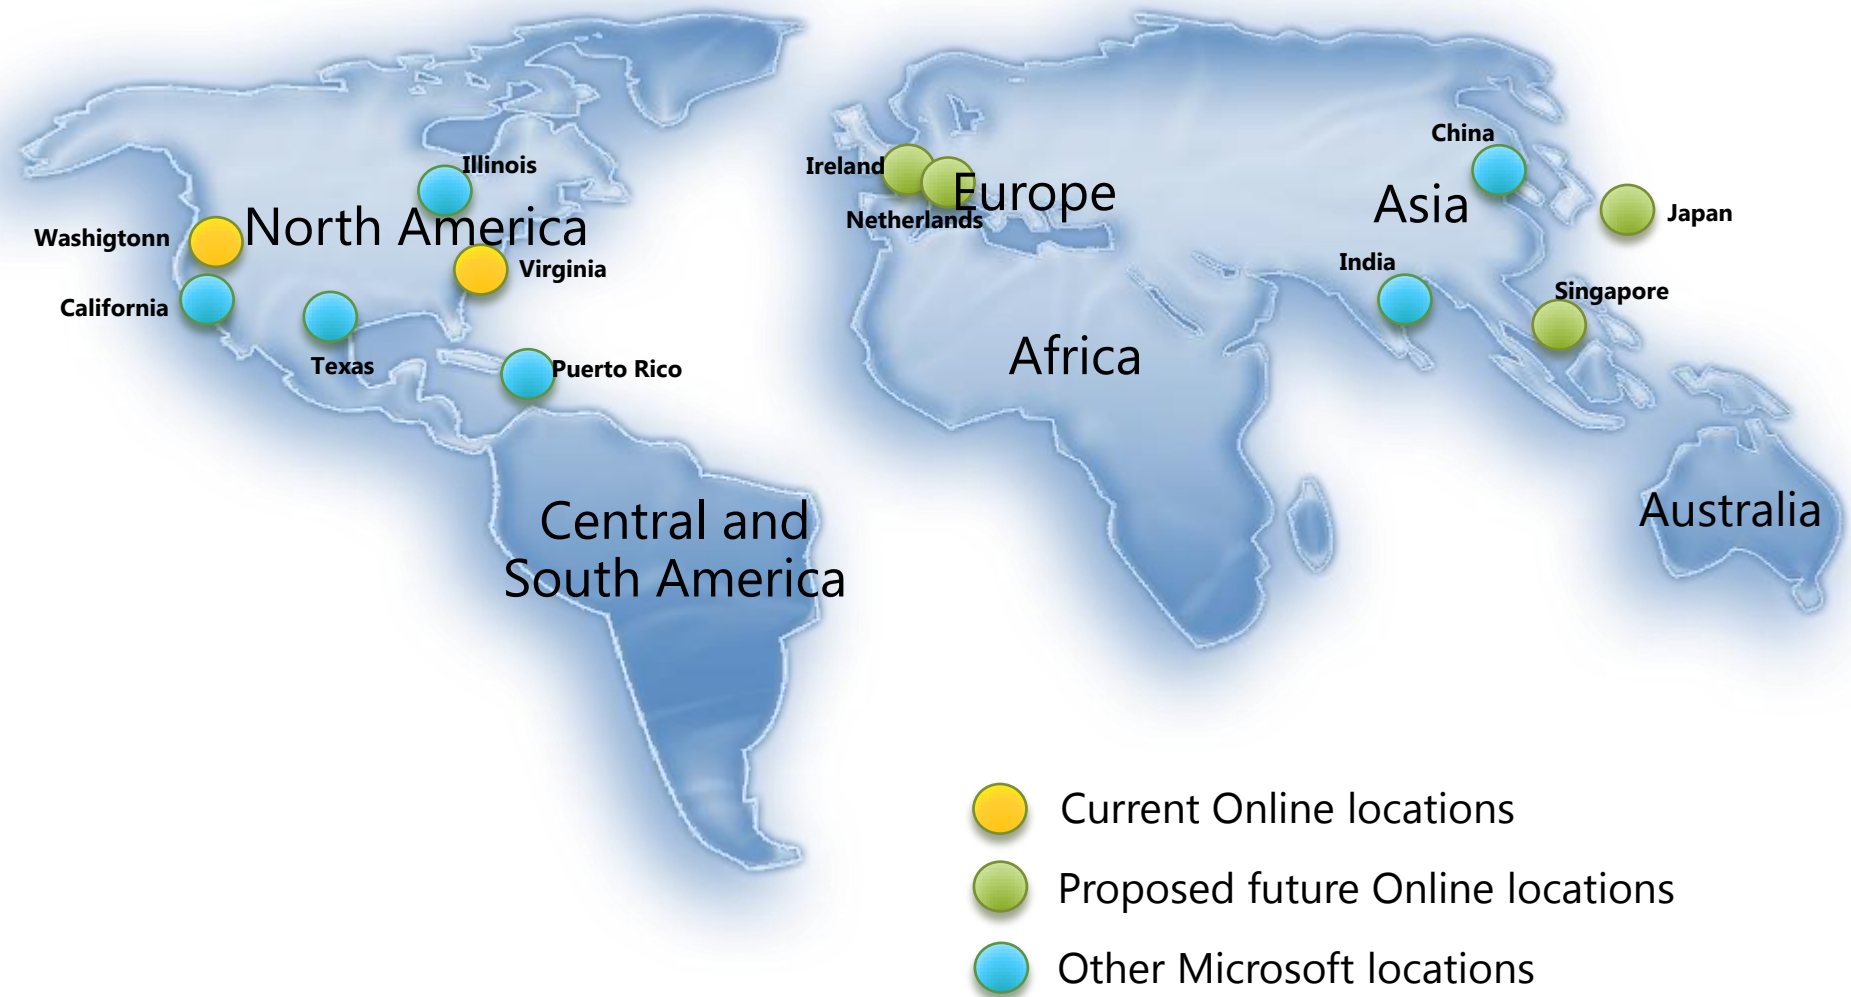 China
Illinois
Ireland
Europe
Asia
Netherlands
Japan
North America
Washigtonn
Virginia
India
Singapore
California
Africa
Texas
Puerto Rico
Central and
South America
Australia
Current Online locations
Proposed future Online locations
Other Microsoft locations